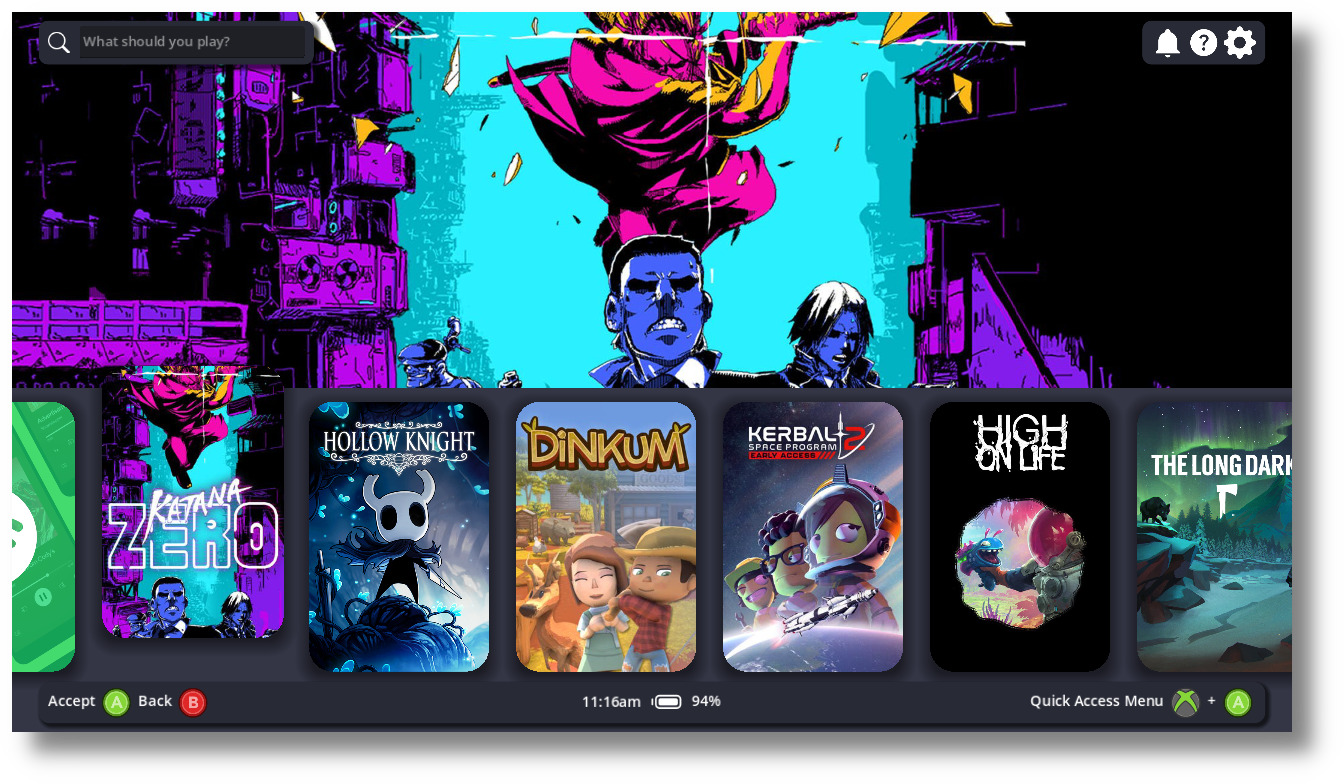 What should you play?
KATANA
ZERO
HOLLOW KNIGHT
DiNKUM
GOODS
KERBAL 2
SPACE PROGRAM
EARLY ACCESS
HIGH
ON LIFE
THE LONG DARK
Accept A Back B
11:16am 94%
Quick Access Menu + A